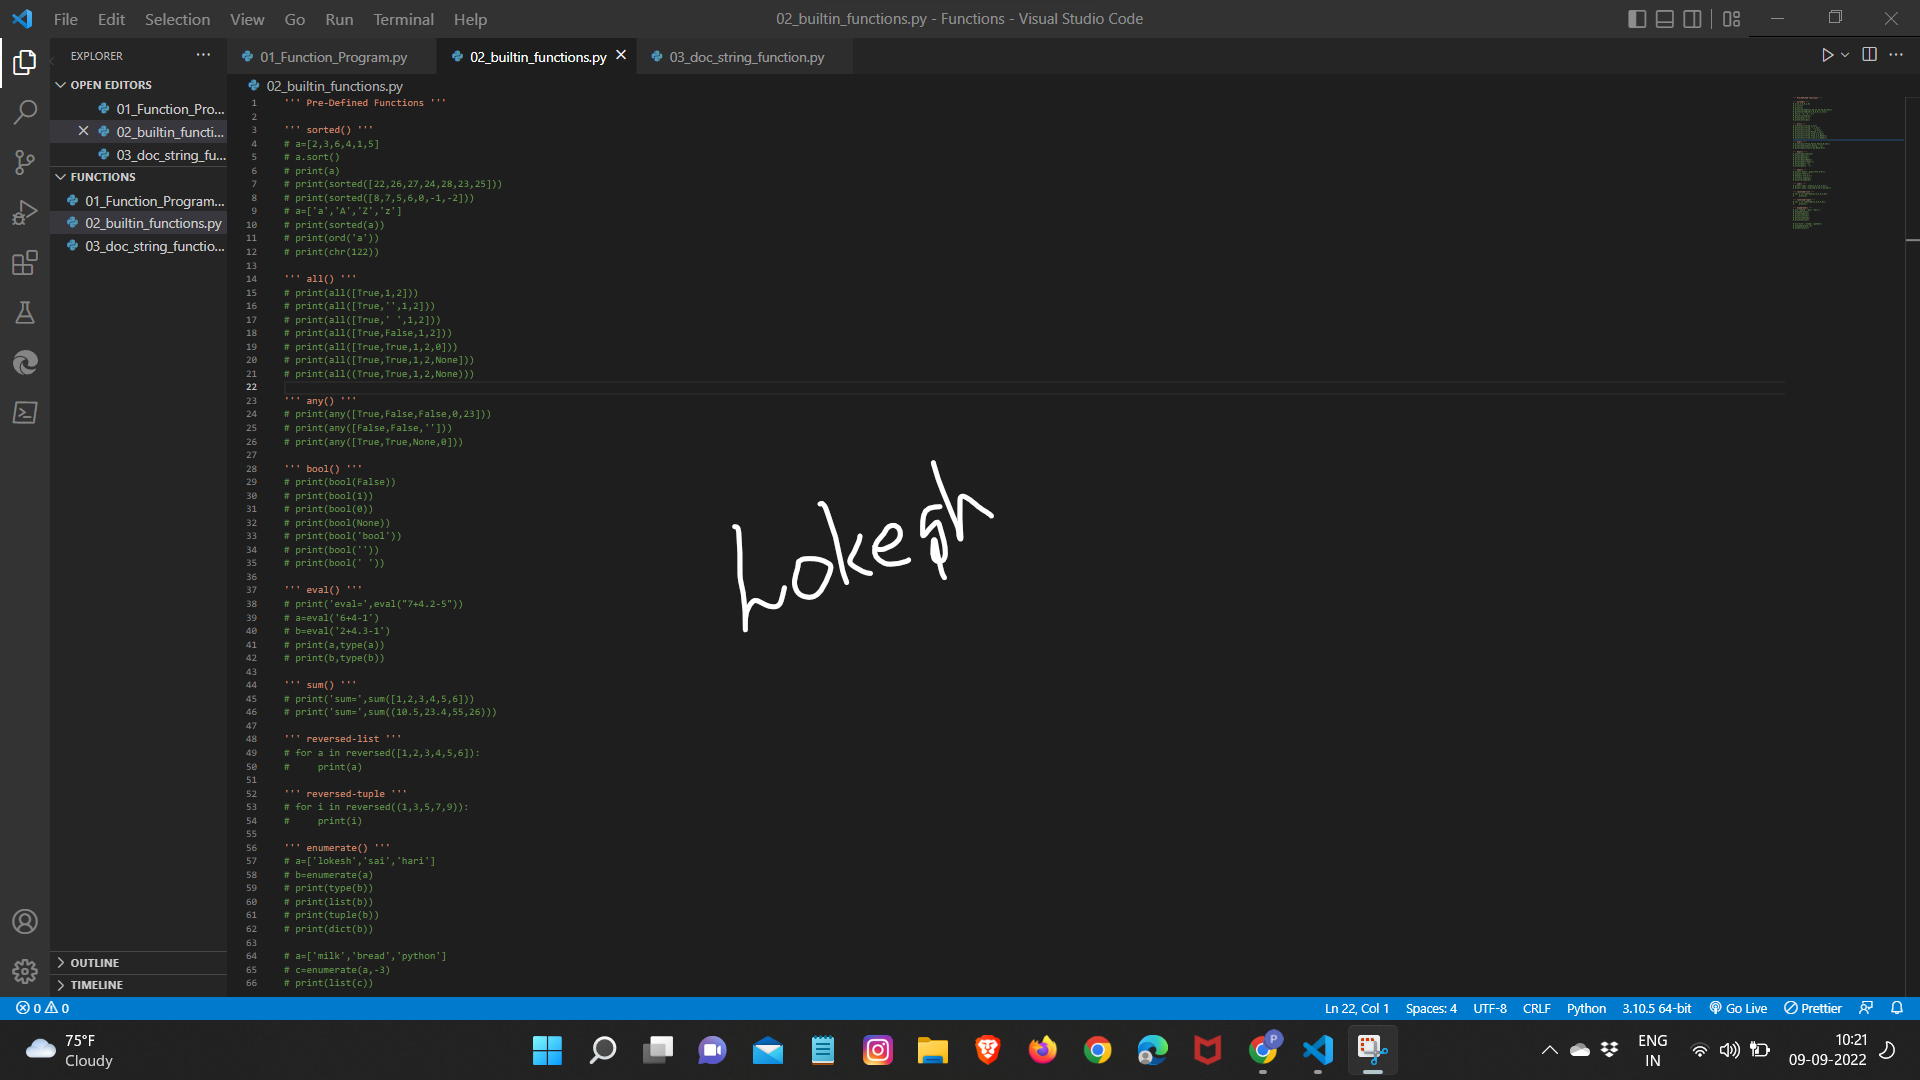 File Edit Selection View Go Run Terminal Help
02_builtin_functions.py - Functions - Visual Studio Code
EXPLORER
OPEN EDITORS
01_Function_Pro...
02_builtin_functi...
03_doc_string_fu...
FUNCTIONS
01_Function_Program...
02_builtin_functions.py
03_doc_string_functio...
OUTLINE
TIMELINE
01_Function_Program.py 02_builtin_functions.py 03_doc_string_function.py
02_builtin_functions.py
1 ''' Pre-Defined Functions '''
2
3 ''' sorted() '''
4 # a=[2,3,6,4,1,5]
5 # a.sort()
6 # print(a)
7 # print(sorted([22,26,27,24,28,23,25]))
8 # print(sorted([8,7,5,6,0,-1,-2]))
9 # a=['a','A','Z','z']
10 # print(sorted(a))
11 # print(ord('a'))
12 # print(chr(122))
13
14 ''' all() '''
15 # print(all([True,1,2]))
16 # print(all([True,'',1,2]))
17 # print(all([True,' ',1,2]))
18 # print(all([True,False,1,2]))
19 # print(all([True,True,1,2,0]))
20 # print(all([True,True,1,2,None]))
21 # print(all((True,True,1,2,None)))
22
23 ''' any() '''
24 # print(any([True,False,False,0,23]))
25 # print(any([False,False,'']))
26 # print(any([True,True,None,0]))
27
28 ''' bool() '''
29 # print(bool(False))
30 # print(bool(1))
31 # print(bool(0))
32 # print(bool(None))
33 # print(bool('bool'))
34 # print(bool(''))
35 # print(bool(' '))
36
37 ''' eval() '''
38 # print('eval=',eval("7+4.2-5"))
39 # a=eval('6+4-1')
40 # b=eval('2+4.3-1')
41 # print(a,type(a))
42 # print(b,type(b))
43
44 ''' sum() '''
45 # print('sum=',sum([1,2,3,4,5,6]))
46 # print('sum=',sum((10.5,23.4,55,26)))
47
48 ''' reversed-list '''
49 # for a in reversed([1,2,3,4,5,6]):
50 #     print(a)
51
52 ''' reversed-tuple '''
53 # for i in reversed((1,3,5,7,9)):
54 #     print(i)
55
56 ''' enumerate() '''
57 # a=['lokesh','sai','hari']
58 # b=enumerate(a)
59 # print(type(b))
60 # print(list(b))
61 # print(tuple(b))
62 # print(dict(b))
63
64 # a=['milk','bread','python']
65 # c=enumerate(a,-3)
66 # print(list(c))
Lokesh
0 0 Ln 22, Col 1 Spaces: 4 UTF-8 CRLF Python 3.10.5 64-bit Go Live Prettier
75°F
Cloudy
P
ENG
IN
10:21
09-09-2022